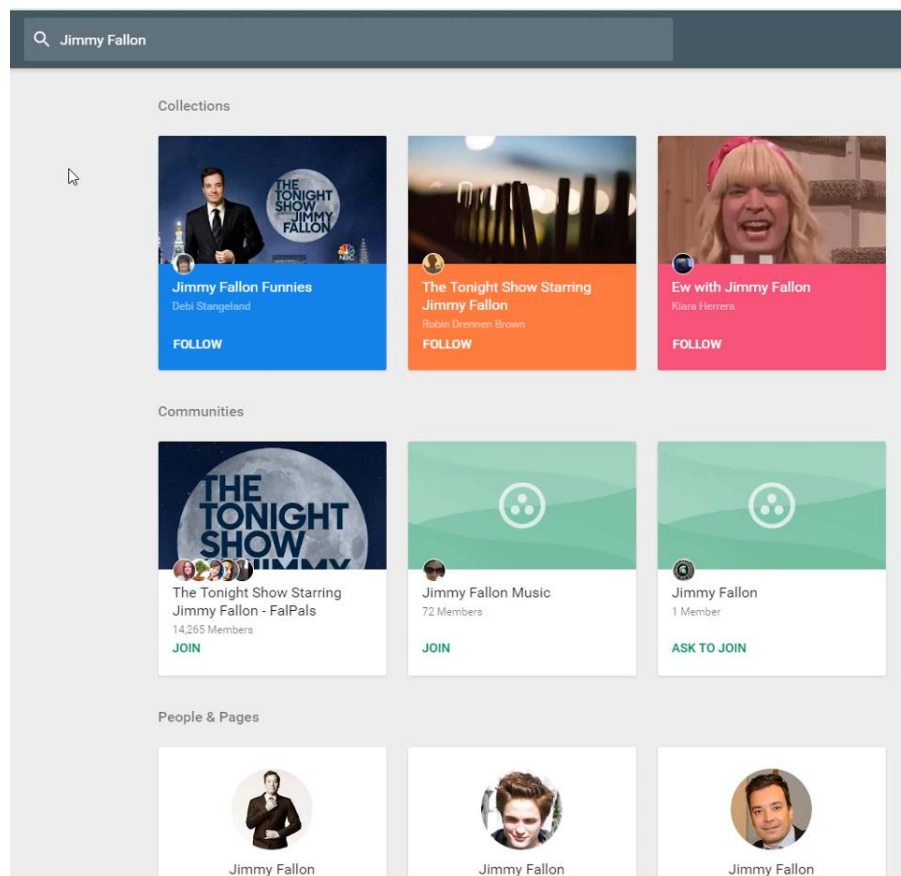 Jimmy Fallon
Collections
THE
TONIGHT
SHOW
JIMMY
FALLON
NBC
Jimmy Fallon Funnies
Debi Stangeland
FOLLOW
The Tonight Show Starring
Jimmy Fallon
Robin Drennen Brown
FOLLOW
Ew with Jimmy Fallon
Kiara Herrera
FOLLOW
Communities
THE
TONIGHT
SHOW
JIMMY
The Tonight Show Starring
Jimmy Fallon - FalPals
14,265 Members
JOIN
Jimmy Fallon Music
72 Members
JOIN
Jimmy Fallon
1 Member
ASK TO JOIN
People & Pages
Jimmy Fallon
Jimmy Fallon
Jimmy Fallon